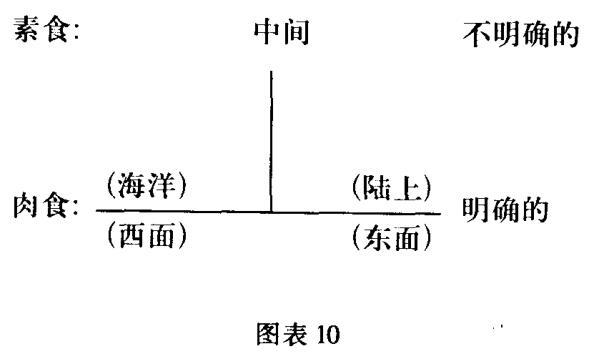 素食: 中间 不明确的
(海洋) (陆上)
肉食: 明确的
(西面) (东面)
图表 10